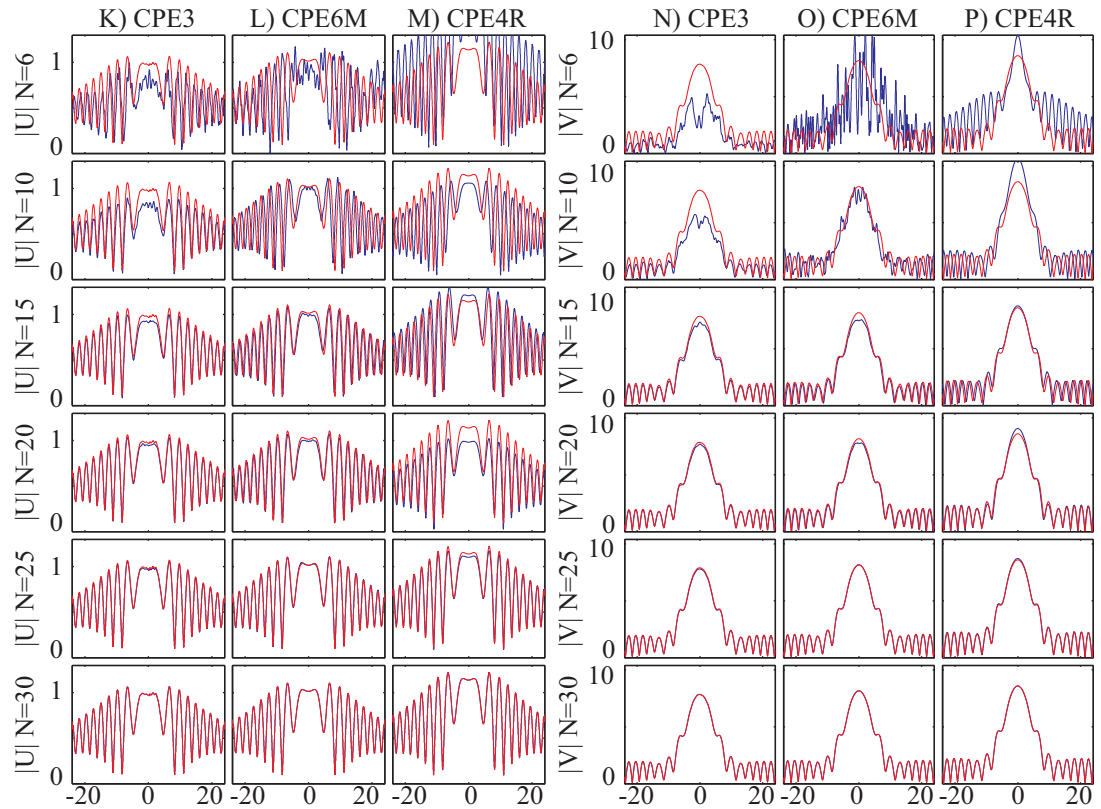 K) CPE3 L) CPE6M M) CPE4R N) CPE3 O) CPE6M P) CPE4R
|U| N=6 1 0 |V| N=6 10 0
|U| N=10 1 0 |V| N=10 10 0
|U| N=15 1 0 |V| N=15 10 0
|U| N=20 1 0 |V| N=20 10 0
|U| N=25 1 0 |V| N=25 10 0
|U| N=30 1 0 |V| N=30 10 0
-20 0 20 -20 0 20 -20 0 20 -20 0 20 -20 0 20 -20 0 20